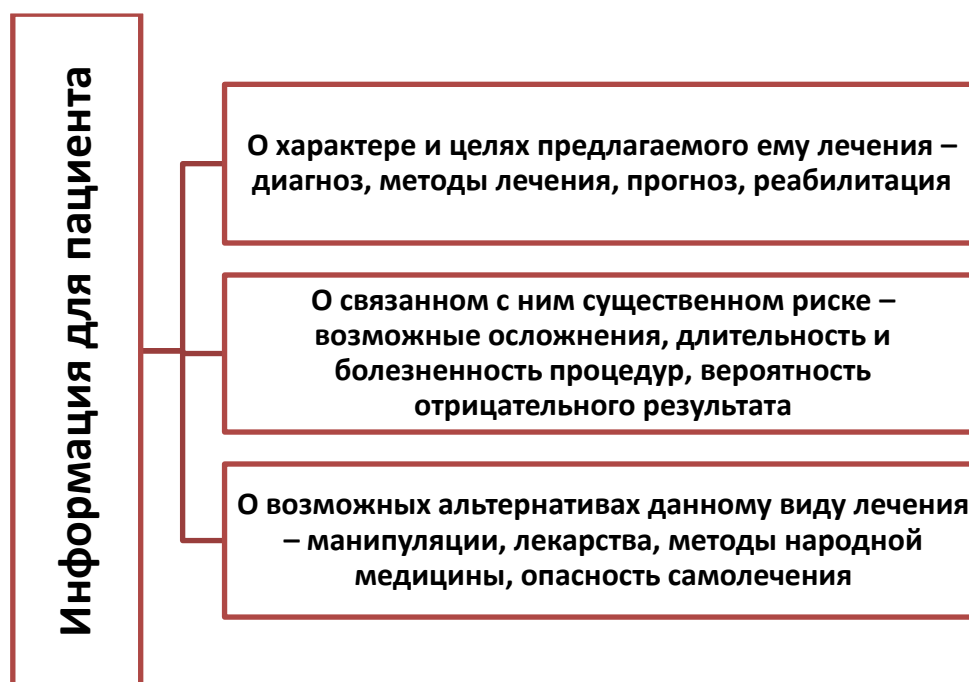 Информация для пациента
О характере и целях предлагаемого ему лечения –
диагноз, методы лечения, прогноз, реабилитация
О связанном с ним существенном риске –
возможные осложнения, длительность и
болезненность процедур, вероятность
отрицательного результата
О возможных альтернативах данному виду лечения
– манипуляции, лекарства, методы народной
медицины, опасность самолечения